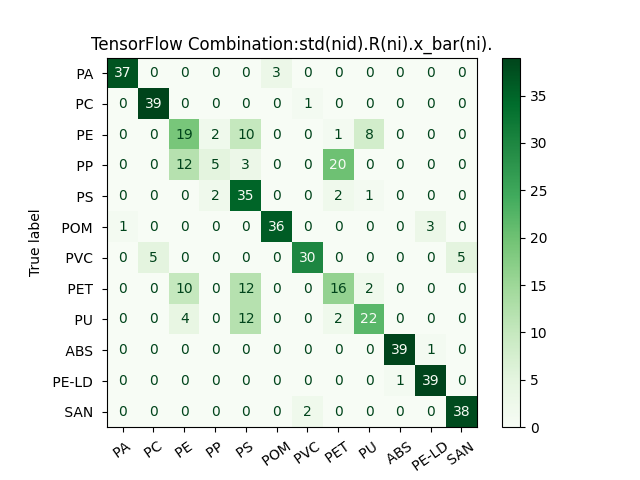 TensorFlow Combination:std(nid).R(ni).x_bar(ni).
True label
PA 37 0 0 0 0 3 0 0 0 0 0 0
PC 0 39 0 0 0 0 1 0 0 0 0 0
PE 0 0 19 2 10 0 0 1 8 0 0 0
PP 0 0 12 5 3 0 0 20 0 0 0 0
PS 0 0 0 2 35 0 0 2 1 0 0 0
POM 1 0 0 0 0 36 0 0 0 0 3 0
PVC 0 5 0 0 0 0 30 0 0 0 0 5
PET 0 0 10 0 12 0 0 16 2 0 0 0
PU 0 0 4 0 12 0 0 2 22 0 0 0
ABS 0 0 0 0 0 0 0 0 0 39 1 0
PE-LD 0 0 0 0 0 0 0 0 0 1 39 0
SAN 0 0 0 0 0 0 2 0 0 0 0 38
PA PC PE PP PS POM PVC PET PU ABS PE-LD SAN
35
30
25
20
15
10
5
0